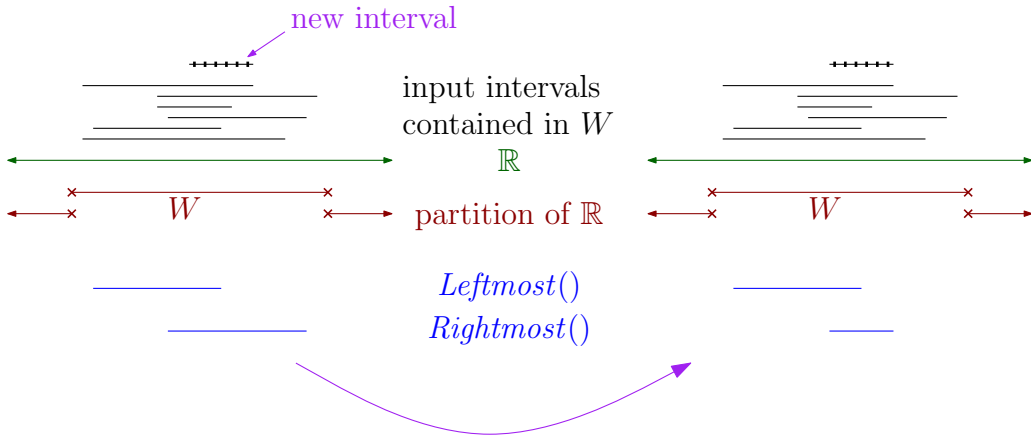 new interval
input intervals
contained in W
ℝ
W
partition of ℝ
W
Leftmost()
Rightmost()